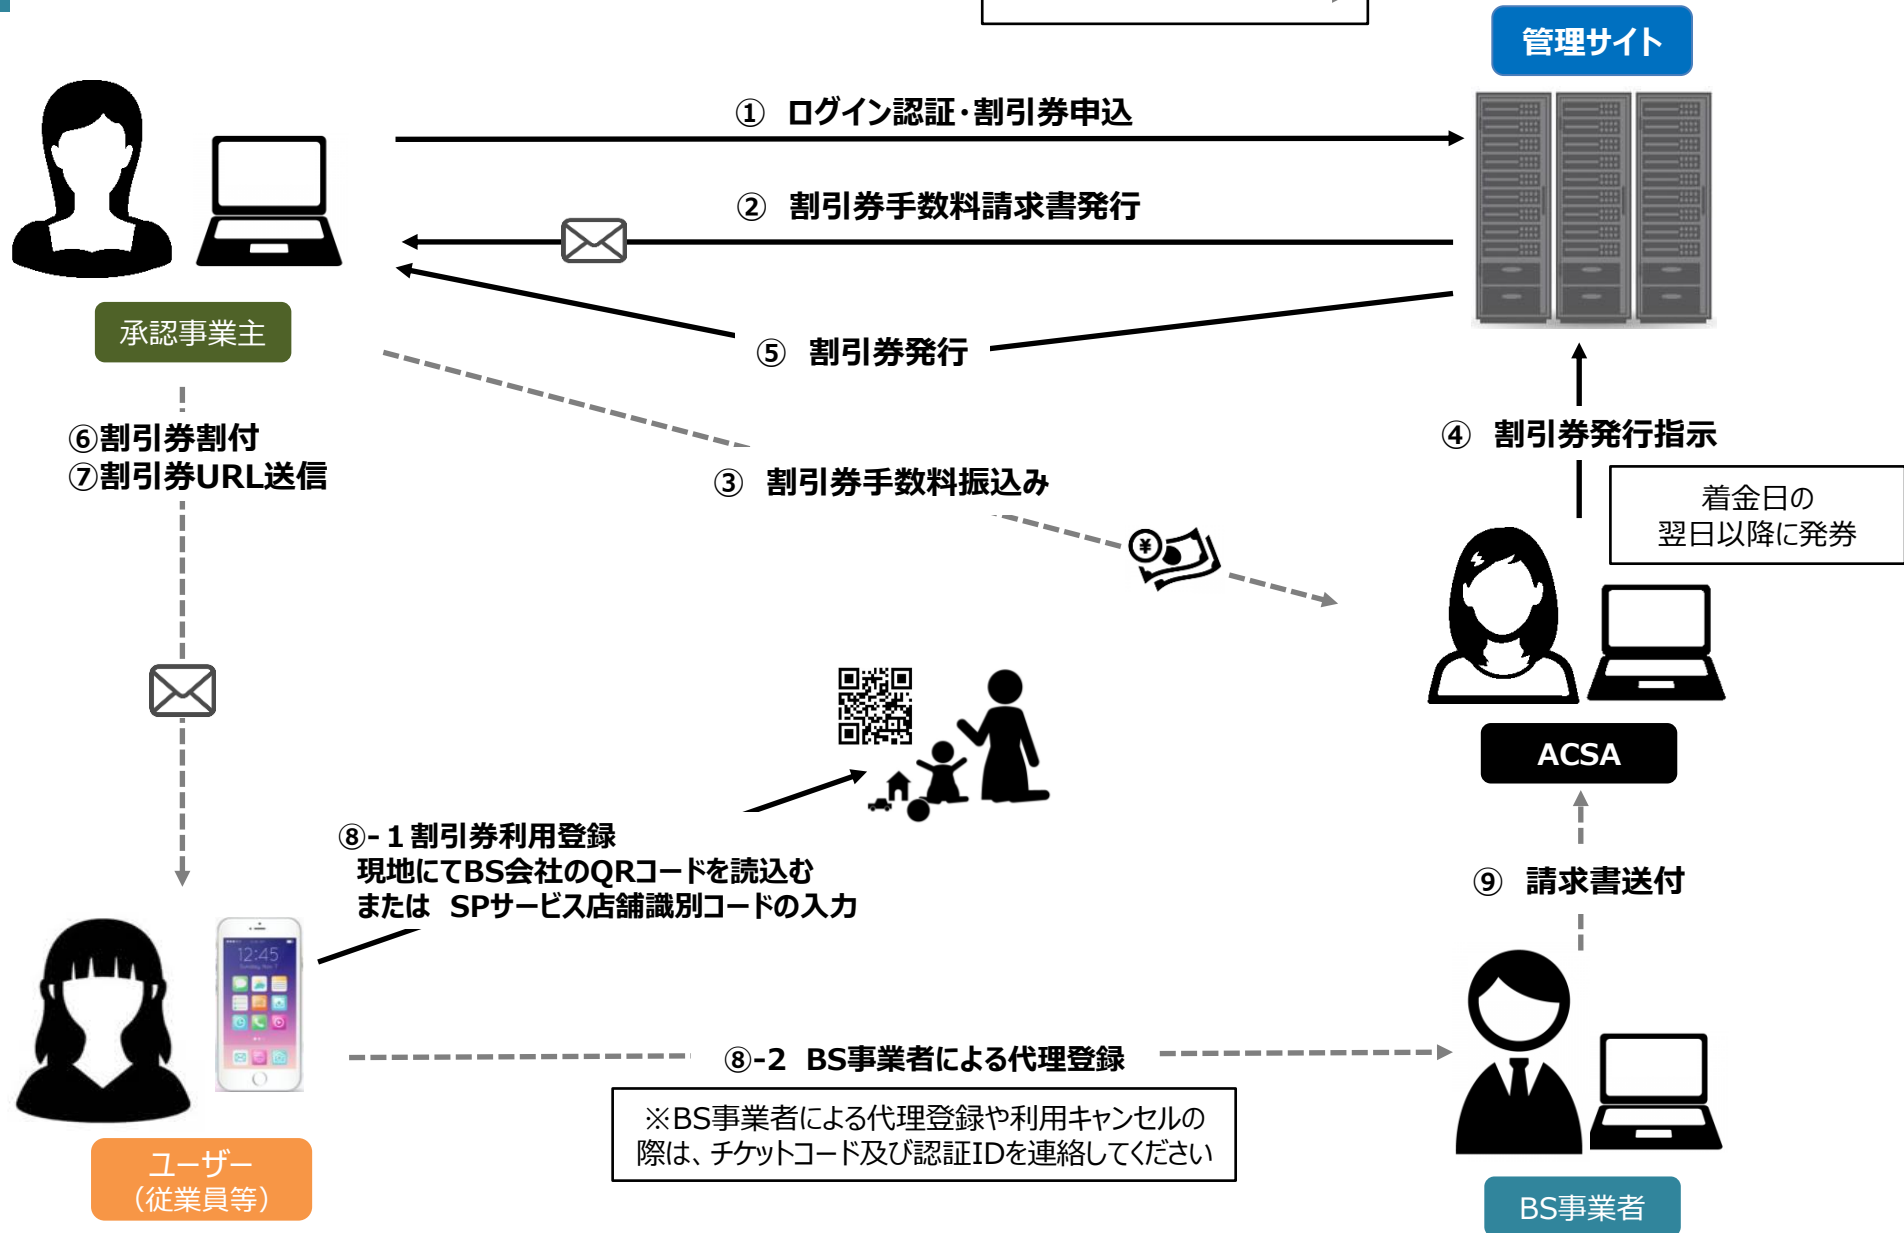 管理サイト
① ログイン認証・割引券申込
② 割引券手数料請求書発行
承認事業主
⑤ 割引券発行
⑥割引券割付
⑦割引券URL送信
④ 割引券発行指示
③ 割引券手数料振込み
着金日の
翌日以降に発券
ACSA
⑧-１割引券利用登録
現地にてBS会社のQRコードを読込む
または SPサービス店舗識別コードの入力
⑨ 請求書送付
12:45
⑧-2 BS事業者による代理登録
※BS事業者による代理登録や利用キャンセルの
際は、チケットコード及び認証IDを連絡してください
ユーザー
（従業員等）
BS事業者